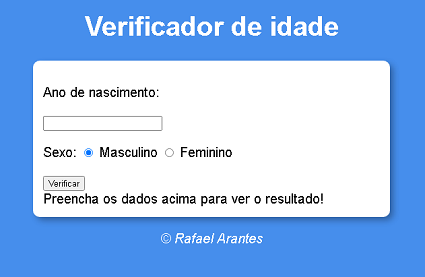 Verificador de idade
Ano de nascimento:
Sexo: Masculino Feminino
Verificar
Preencha os dados acima para ver o resultado!
© Rafael Arantes